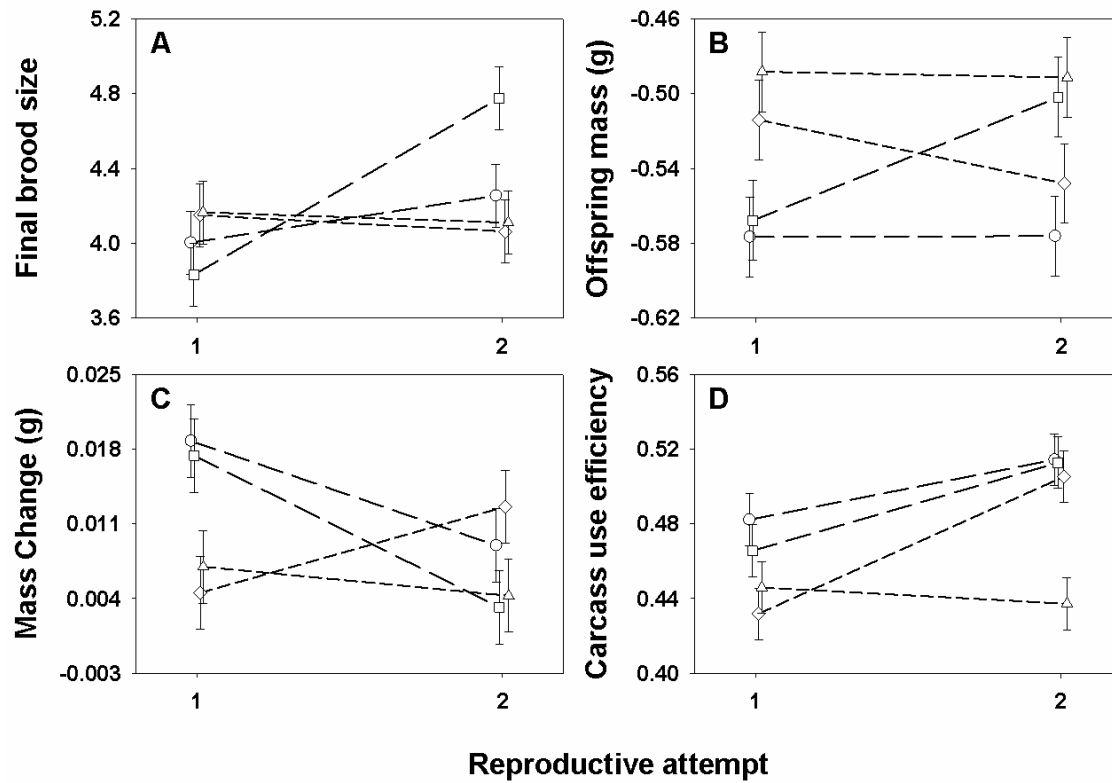 A
Final brood size
5.2
4.8
4.4
4.0
3.6
1 2
B
Offspring mass (g)
-0.46
-0.50
-0.54
-0.58
-0.62
1 2
C
Mass Change (g)
0.025
0.018
0.011
0.004
-0.003
1 2
D
Carcass use efficiency
0.56
0.52
0.48
0.44
0.40
1 2
Reproductive attempt